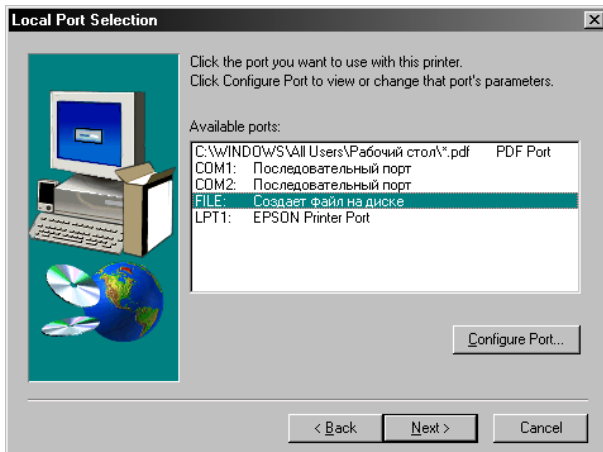 Local Port Selection
Click the port you want to use with this printer.
Click Configure Port to view or change that port's parameters.
Available ports:
C:\WINDOWS\All Users\Рабочий стол\*.pdf PDF Port
COM1: Последовательный порт
COM2: Последовательный порт
FILE: Создает файл на диске
LPT1: EPSON Printer Port
Configure Port...
< Back Next > Cancel